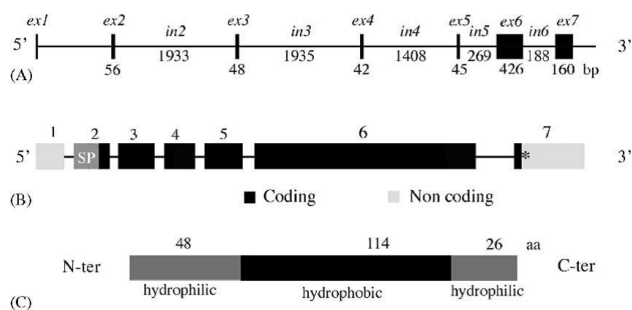 ex1 ex2 in2 ex3 in3 ex4 in4 ex5 in5 ex6 in6 ex7
5' 1933 1935 1408 269 188 3'
(A) 56 48 42 45 426 160 bp
1 2 3 4 5 6 7
5' SP * 3'
(B) Coding Non coding
48 114 26 aa
N-ter C-ter
(C) hydrophilic hydrophobic hydrophilic